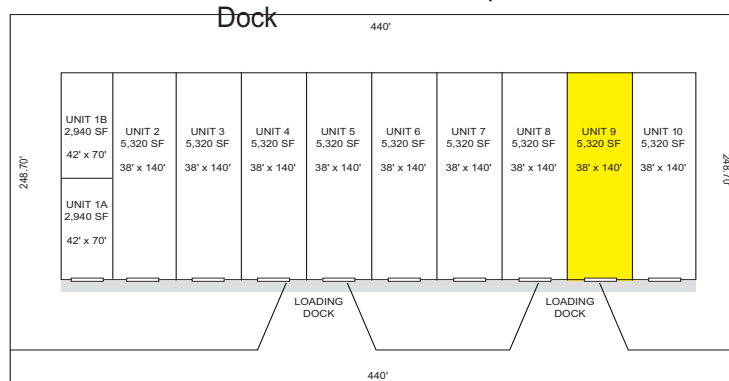 Dock
440'
UNIT 1B
2,940 SF
42' x 70'
UNIT 1A
2,940 SF
42' x 70'
UNIT 2
5,320 SF
38' x 140'
UNIT 3
5,320 SF
38' x 140'
UNIT 4
5,320 SF
38' x 140'
UNIT 5
5,320 SF
38' x 140'
UNIT 6
5,320 SF
38' x 140'
UNIT 7
5,320 SF
38' x 140'
UNIT 8
5,320 SF
38' x 140'
UNIT 9
5,320 SF
38' x 140'
UNIT 10
5,320 SF
38' x 140'
248.70'
248.70'
LOADING
DOCK
LOADING
DOCK
440'